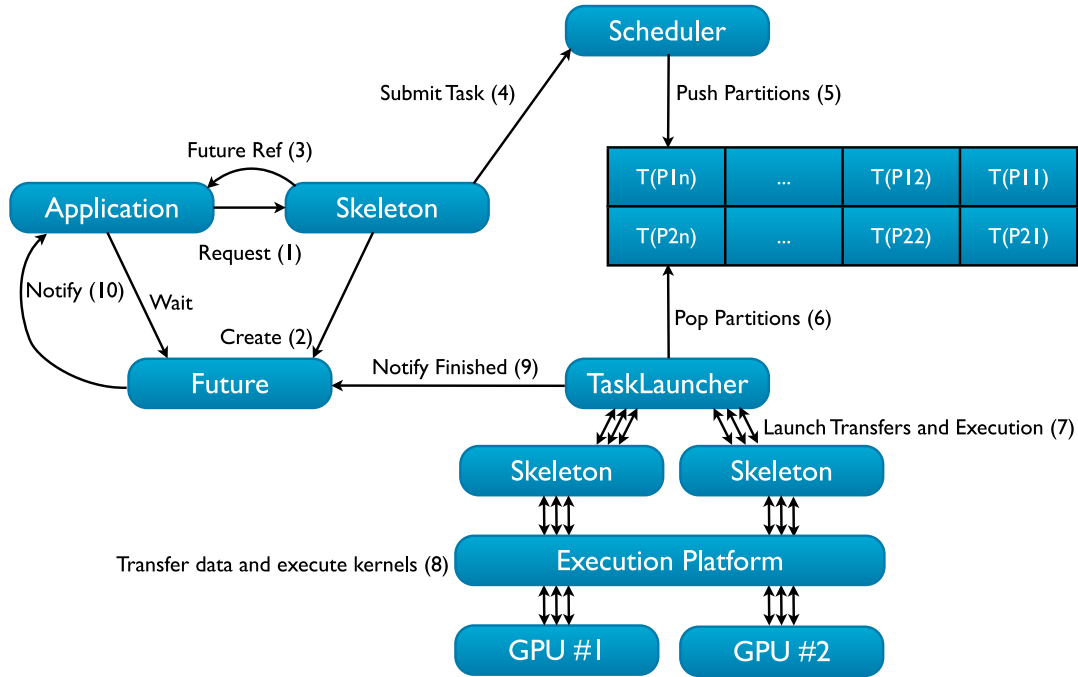 Scheduler
Submit Task (4)
Push Partitions (5)
Future Ref (3)
T(P1n) ... T(P12) T(P11)
Application
Skeleton
T(P2n) ... T(P22) T(P21)
Request (1)
Notify (10)
Wait
Pop Partitions (6)
Create (2)
Notify Finished (9)
Future
TaskLauncher
Launch Transfers and Execution (7)
Skeleton
Skeleton
Transfer data and execute kernels (8)
Execution Platform
GPU #1
GPU #2